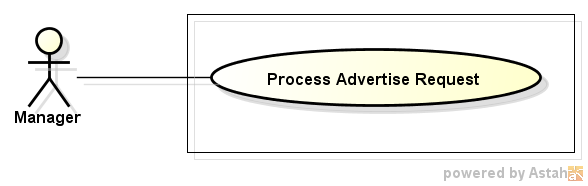 Process Advertise Request
Manager
powered by Astah